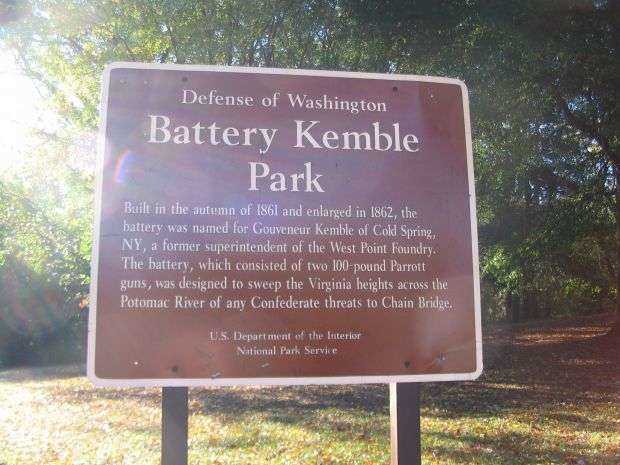 Defense of Washington
Battery Kemble
Park
Built in the autumn of 1861 and enlarged in 1862, the
battery was named for Gouveneur Kemble of Cold Spring,
NY, a former superintendent of the West Point Foundry.
The battery, which consisted of two 100-pound Parrott
guns, was designed to sweep the Virginia heights across the
Potomac River of any Confederate threats to Chain Bridge.
U.S. Department of the Interior
National Park Service